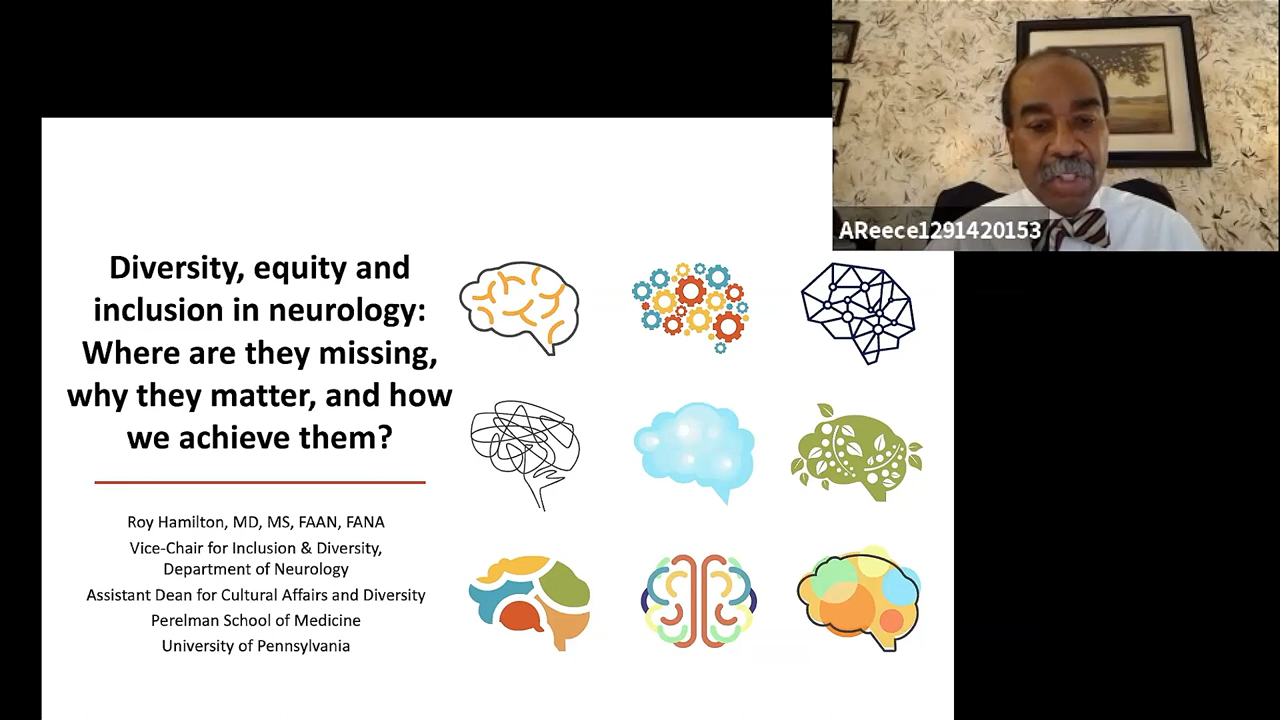 AReece1291420153
Diversity, equity and
inclusion in neurology:
Where are they missing,
why they matter, and how
we achieve them?
Roy Hamilton, MD, MS, FAAN, FANA
Vice-Chair for Inclusion & Diversity,
Department of Neurology
Assistant Dean for Cultural Affairs and Diversity
Perelman School of Medicine
University of Pennsylvania